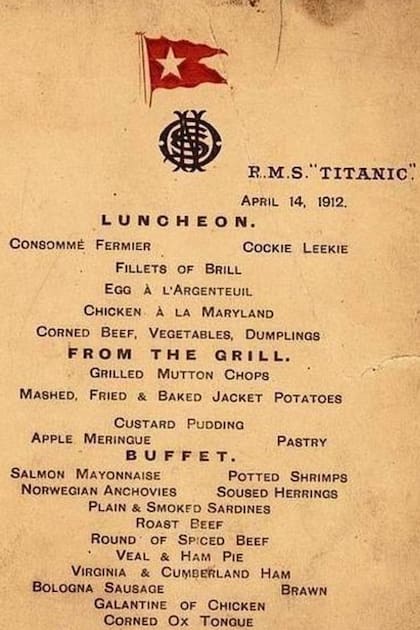 R.M.S. "TITANIC."
APRIL 14, 1912.
LUNCHEON.
CONSOMMÉ FERMIER COCKIE LEEKIE
FILLETS OF BRILL
EGG À L'ARGENTEUIL
CHICKEN À LA MARYLAND
CORNED BEEF, VEGETABLES, DUMPLINGS
FROM THE GRILL.
GRILLED MUTTON CHOPS
MASHED, FRIED & BAKED JACKET POTATOES
CUSTARD PUDDING
APPLE MERINGUE PASTRY
BUFFET.
SALMON MAYONNAISE POTTED SHRIMPS
NORWEGIAN ANCHOVIES SOUSED HERRINGS
PLAIN & SMOKED SARDINES
ROAST BEEF
ROUND OF SPICED BEEF
VEAL & HAM PIE
VIRGINIA & CUMBERLAND HAM
BOLOGNA SAUSAGE BRAWN
GALANTINE OF CHICKEN
CORNED OX TONGUE